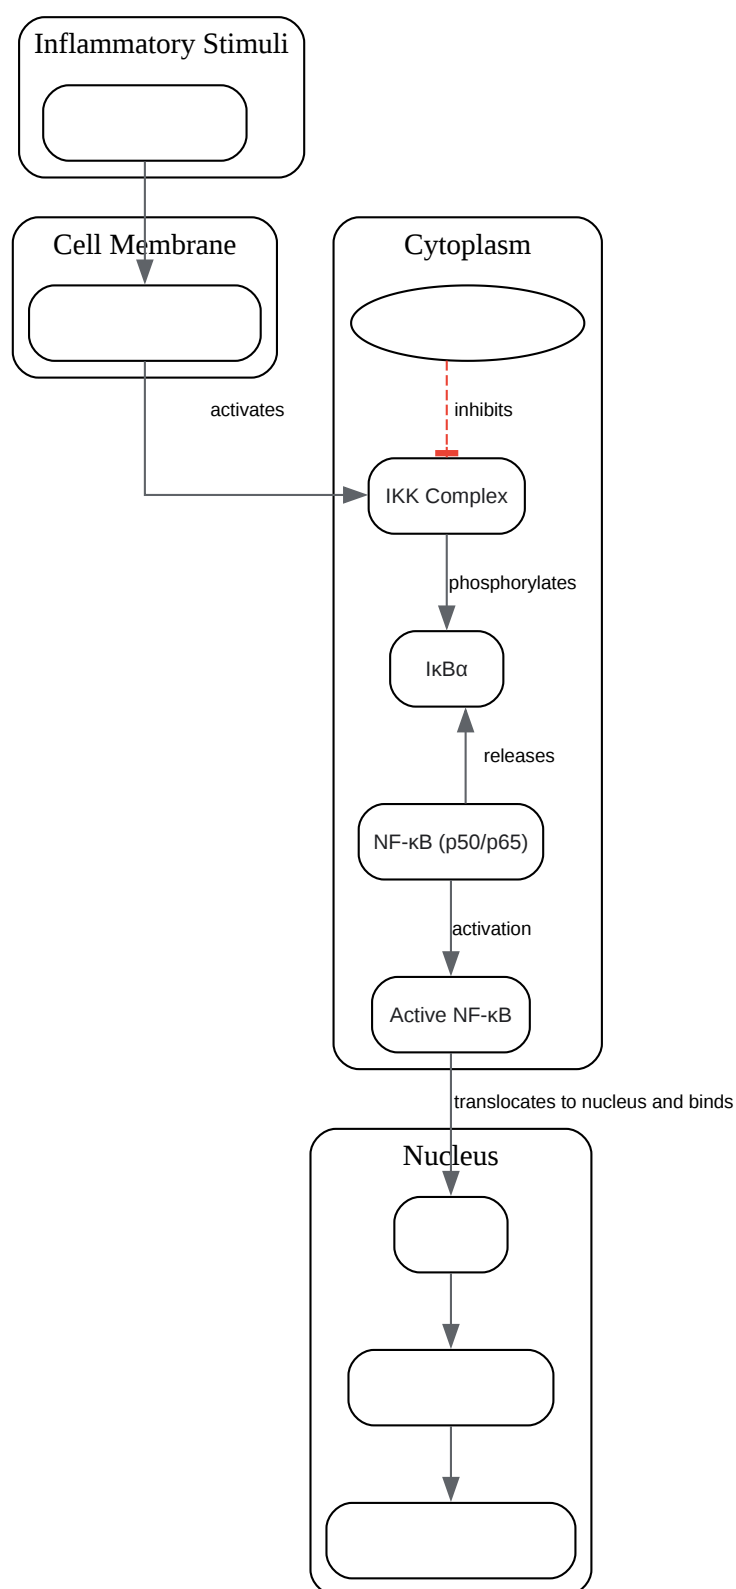 Inflammatory Stimuli
Cell Membrane
Cytoplasm
activates
inhibits
IKK Complex
phosphorylates
IκBα
releases
NF-κB (p50/p65)
activation
Active NF-κB
translocates to nucleus and binds
Nucleus